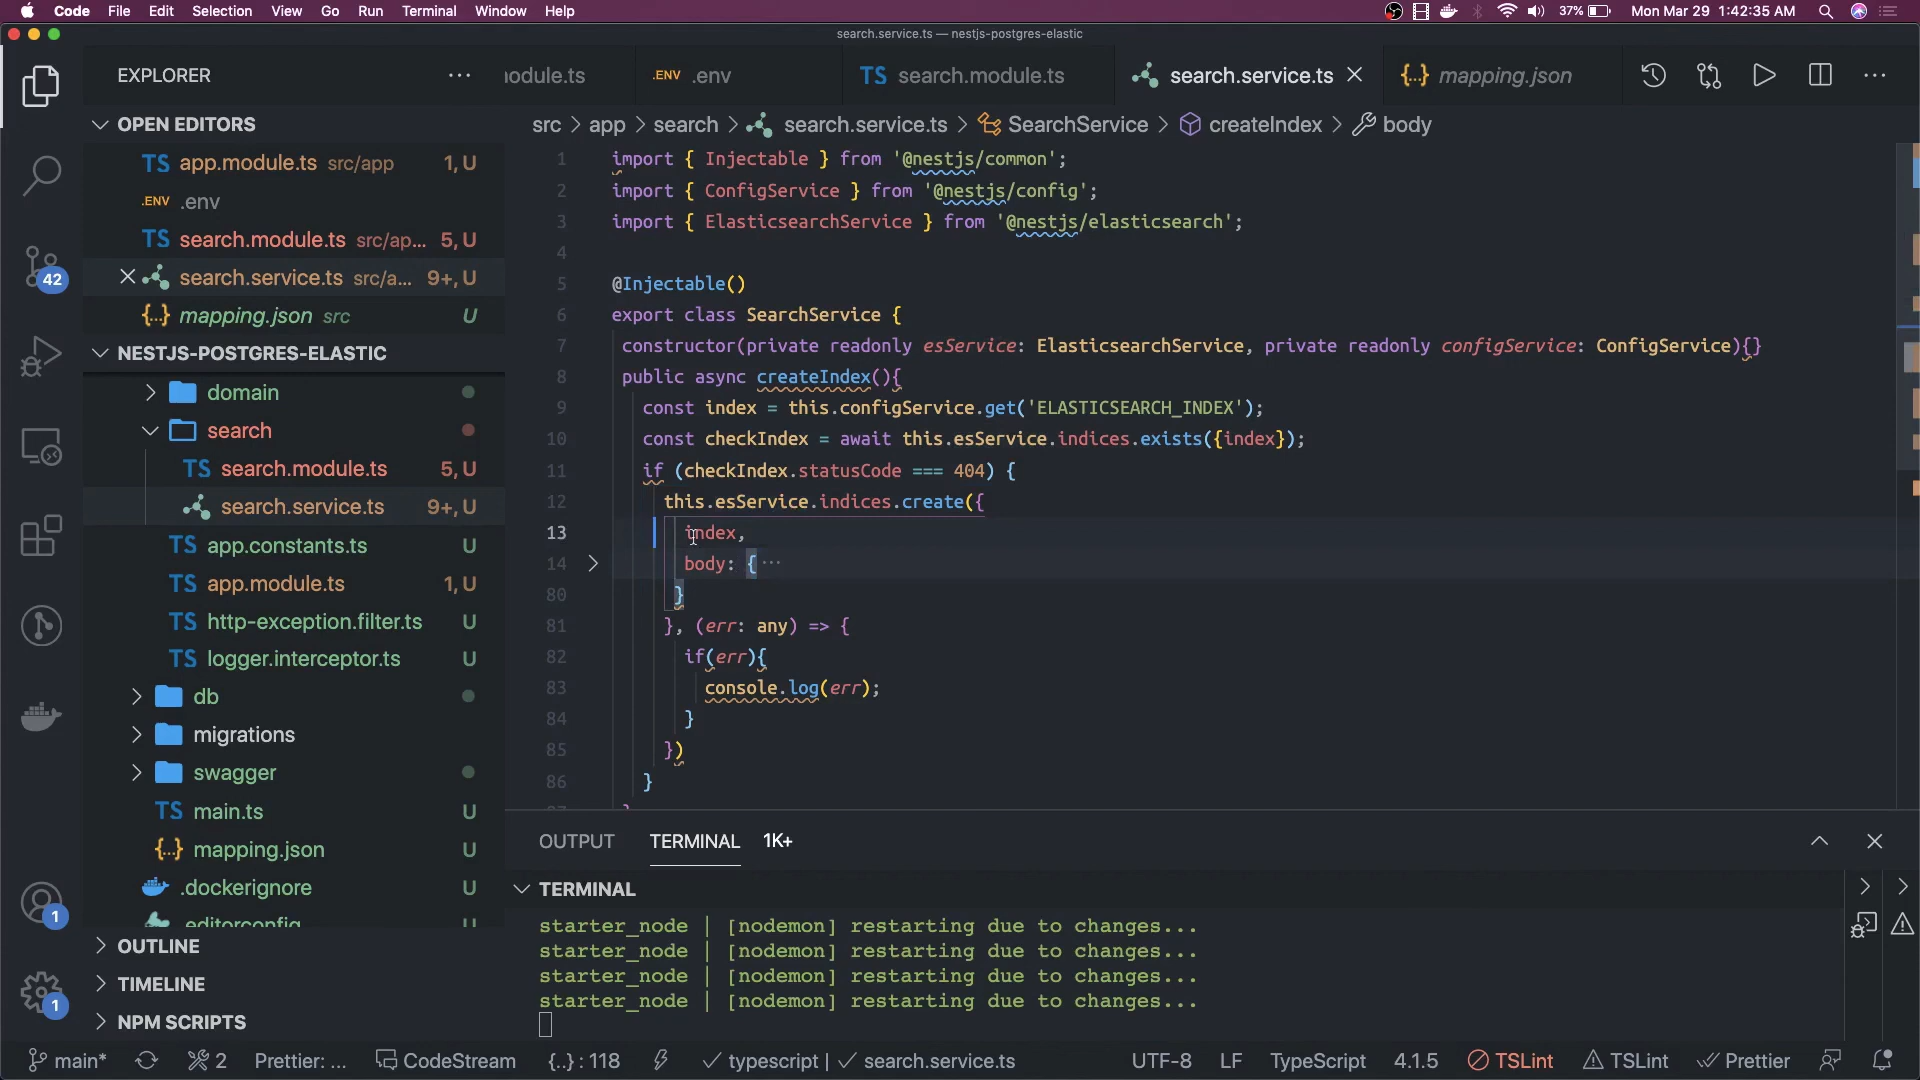 Code File Edit Selection View Go Run Terminal Window Help 37% Mon Mar 29 1:42:35 AM
search.service.ts — nestjs-postgres-elastic
EXPLORER ··· nodule.ts .ENV .env TS search.module.ts search.service.ts {..} mapping.json ···
OPEN EDITORS
src > app > search > search.service.ts > SearchService > createIndex > body
TS app.module.ts src/app 1, U
.ENV .env
TS search.module.ts src/ap... 5, U
search.service.ts src/a... 9+, U
{..} mapping.json src U
NESTJS-POSTGRES-ELASTIC
domain
search
TS search.module.ts 5, U
search.service.ts 9+, U
TS app.constants.ts U
TS app.module.ts 1, U
TS http-exception.filter.ts U
TS logger.interceptor.ts U
db
migrations
swagger
TS main.ts U
{..} mapping.json U
.dockerignore U
.editorconfig U
OUTLINE
TIMELINE
NPM SCRIPTS
42
1
1
1 import { Injectable } from '@nestjs/common';
2 import { ConfigService } from '@nestjs/config';
3 import { ElasticsearchService } from '@nestjs/elasticsearch';
4
5 @Injectable()
6 export class SearchService {
7 constructor(private readonly esService: ElasticsearchService, private readonly configService: ConfigService){}
8 public async createIndex(){
9 const index = this.configService.get('ELASTICSEARCH_INDEX');
10 const checkIndex = await this.esService.indices.exists({index});
11 if (checkIndex.statusCode === 404) {
12 this.esService.indices.create({
13 index,
14 body: { ···
80 }
81 }, (err: any) => {
82 if(err){
83 console.log(err);
84 }
85 })
86 }
OUTPUT TERMINAL 1K+
TERMINAL
starter_node | [nodemon] restarting due to changes...
starter_node | [nodemon] restarting due to changes...
starter_node | [nodemon] restarting due to changes...
starter_node | [nodemon] restarting due to changes...
main* 2 Prettier: ... CodeStream {..} : 118 typescript | search.service.ts UTF-8 LF TypeScript 4.1.5 TSLint TSLint Prettier